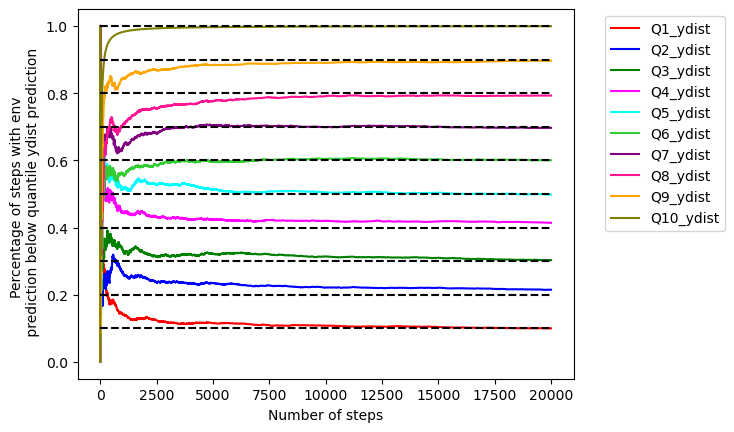 Percentage of steps with env
prediction below quantile ydist prediction
1.0
0.8
0.6
0.4
0.2
0.0
0
2500
5000
7500
10000
12500
15000
17500
20000
Number of steps
Q1_ydist
Q2_ydist
Q3_ydist
Q4_ydist
Q5_ydist
Q6_ydist
Q7_ydist
Q8_ydist
Q9_ydist
Q10_ydist